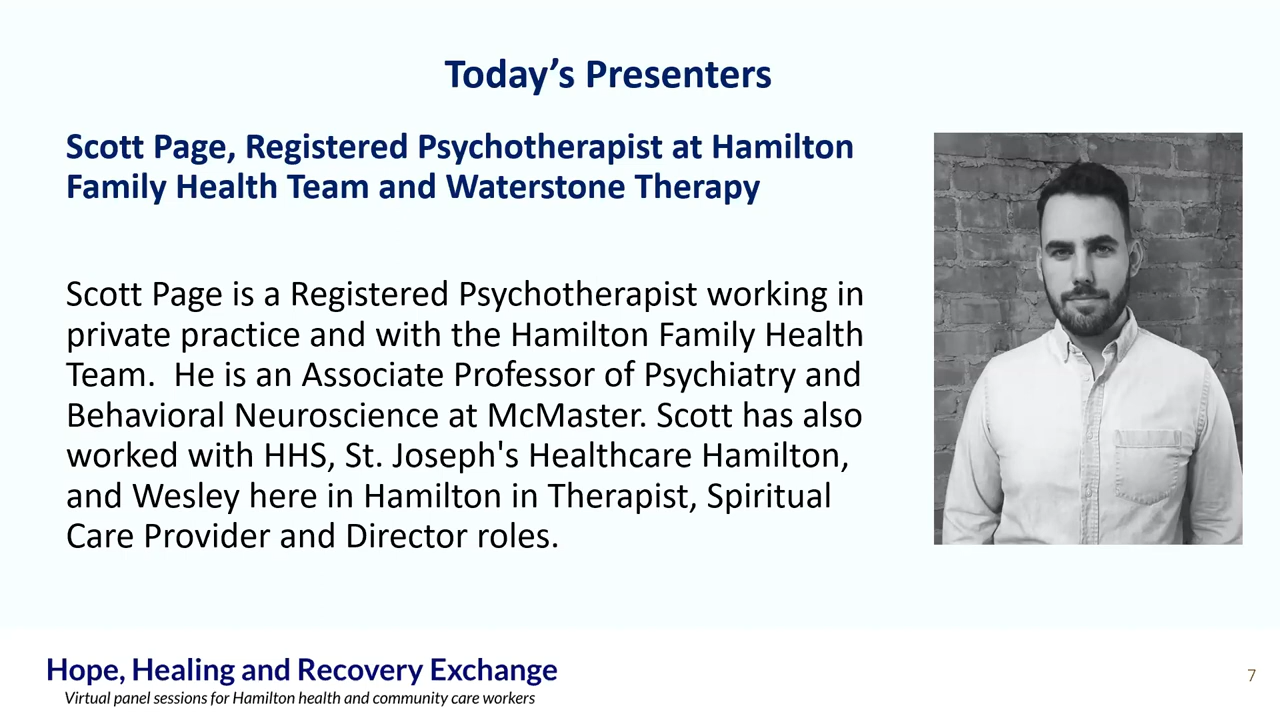 Today’s Presenters
Scott Page, Registered Psychotherapist at Hamilton
Family Health Team and Waterstone Therapy
Scott Page is a Registered Psychotherapist working in
private practice and with the Hamilton Family Health
Team.  He is an Associate Professor of Psychiatry and
Behavioral Neuroscience at McMaster. Scott has also
worked with HHS, St. Joseph's Healthcare Hamilton,
and Wesley here in Hamilton in Therapist, Spiritual
Care Provider and Director roles.
Hope, Healing and Recovery Exchange
Virtual panel sessions for Hamilton health and community care workers
7